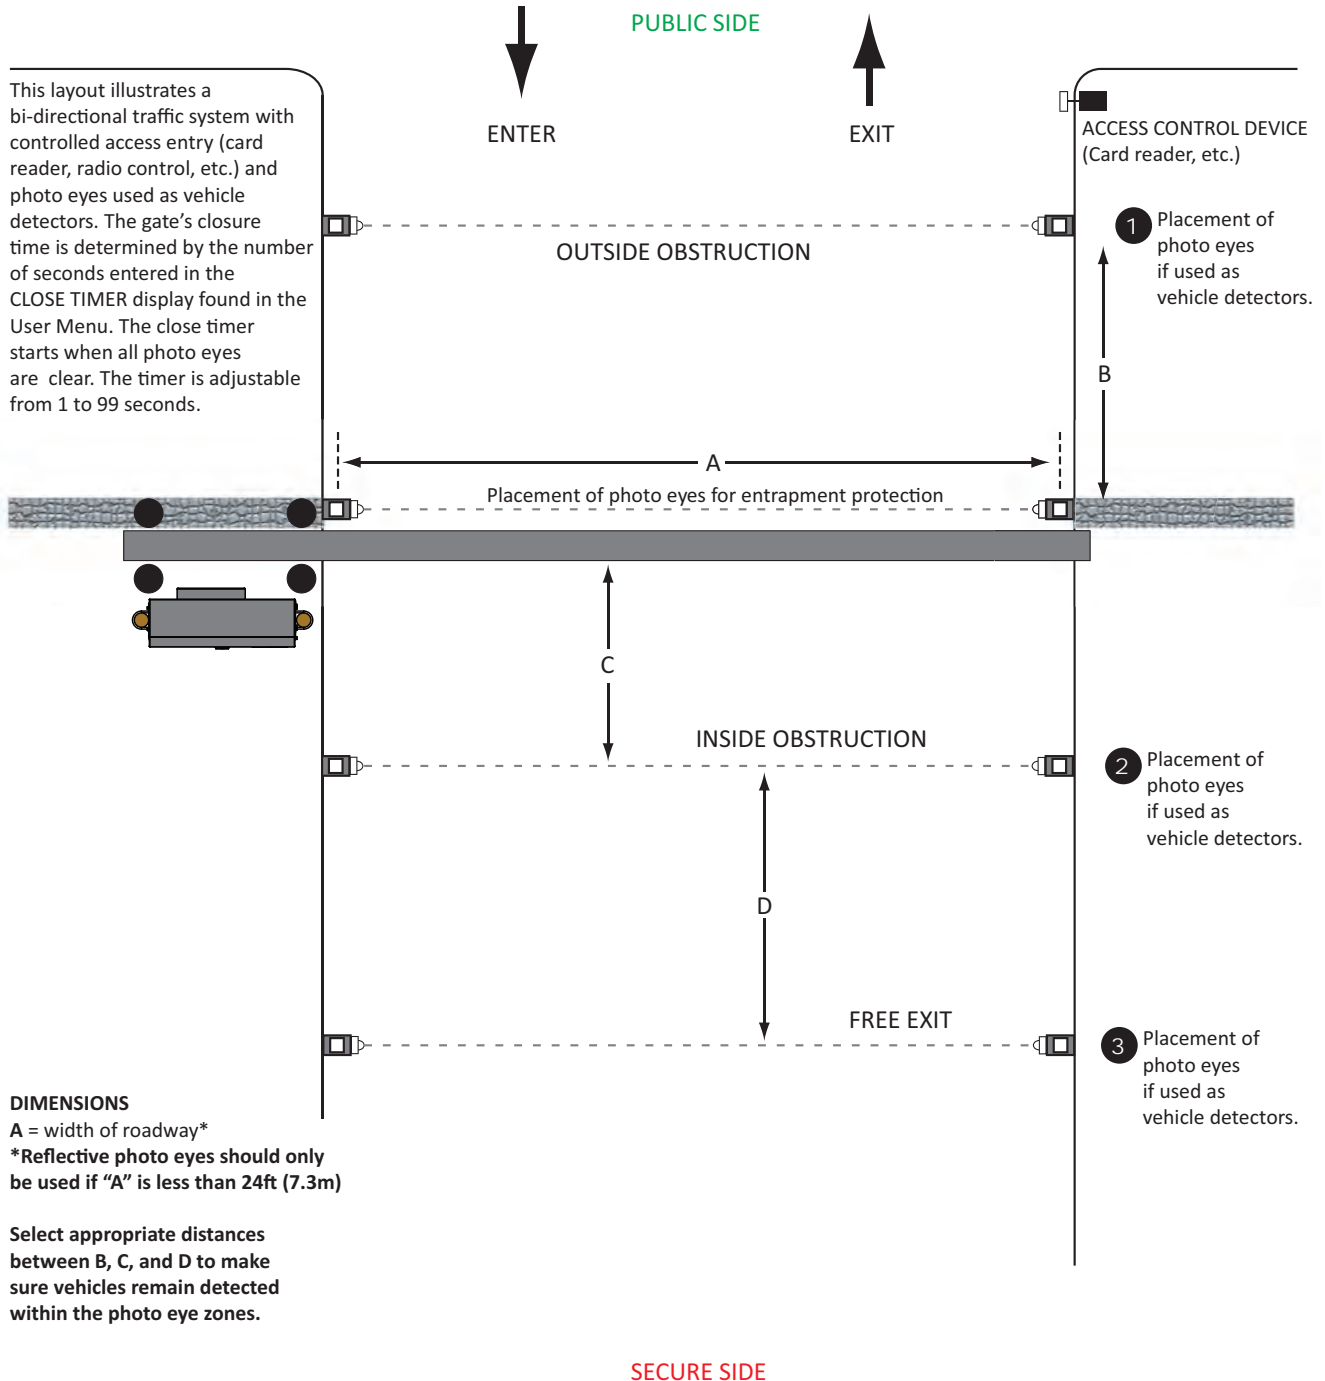 PUBLIC SIDE
This layout illustrates a
bi-directional traffic system with
controlled access entry (card
reader, radio control, etc.) and
photo eyes used as vehicle
detectors. The gate's closure
time is determined by the number
of seconds entered in the
CLOSE TIMER display found in the
User Menu. The close timer
starts when all photo eyes
are clear. The timer is adjustable
from 1 to 99 seconds.
ENTER
EXIT
ACCESS CONTROL DEVICE
(Card reader, etc.)
OUTSIDE OBSTRUCTION
1
Placement of
photo eyes
if used as
vehicle detectors.
B
A
Placement of photo eyes for entrapment protection
C
INSIDE OBSTRUCTION
2
Placement of
photo eyes
if used as
vehicle detectors.
D
FREE EXIT
3
Placement of
photo eyes
if used as
vehicle detectors.
DIMENSIONS
A = width of roadway*
*Reflective photo eyes should only
be used if “A” is less than 24ft (7.3m)
Select appropriate distances
between B, C, and D to make
sure vehicles remain detected
within the photo eye zones.
SECURE SIDE